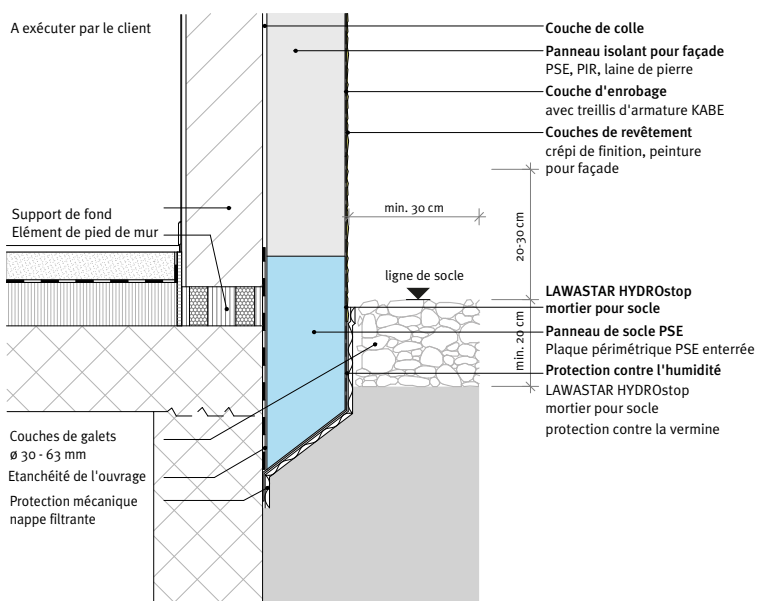 A exécuter par le client
Couche de colle
Panneau isolant pour façade
PSE, PIR, laine de pierre
Couche d'enrobage
avec treillis d'armature KABE
Couches de revêtement
crépi de finition, peinture
pour façade
min. 30 cm
20-30 cm
Support de fond
Elément de pied de mur
ligne de socle
LAWASTAR HYDROstop
mortier pour socle
Panneau de socle PSE
Plaque périmétrique PSE enterrée
min. 20 cm
Protection contre l'humidité
LAWASTAR HYDROstop
mortier pour socle
protection contre la vermine
Couches de galets
ø 30 - 63 mm
Etanchéité de l'ouvrage
Protection mécanique
nappe filtrante